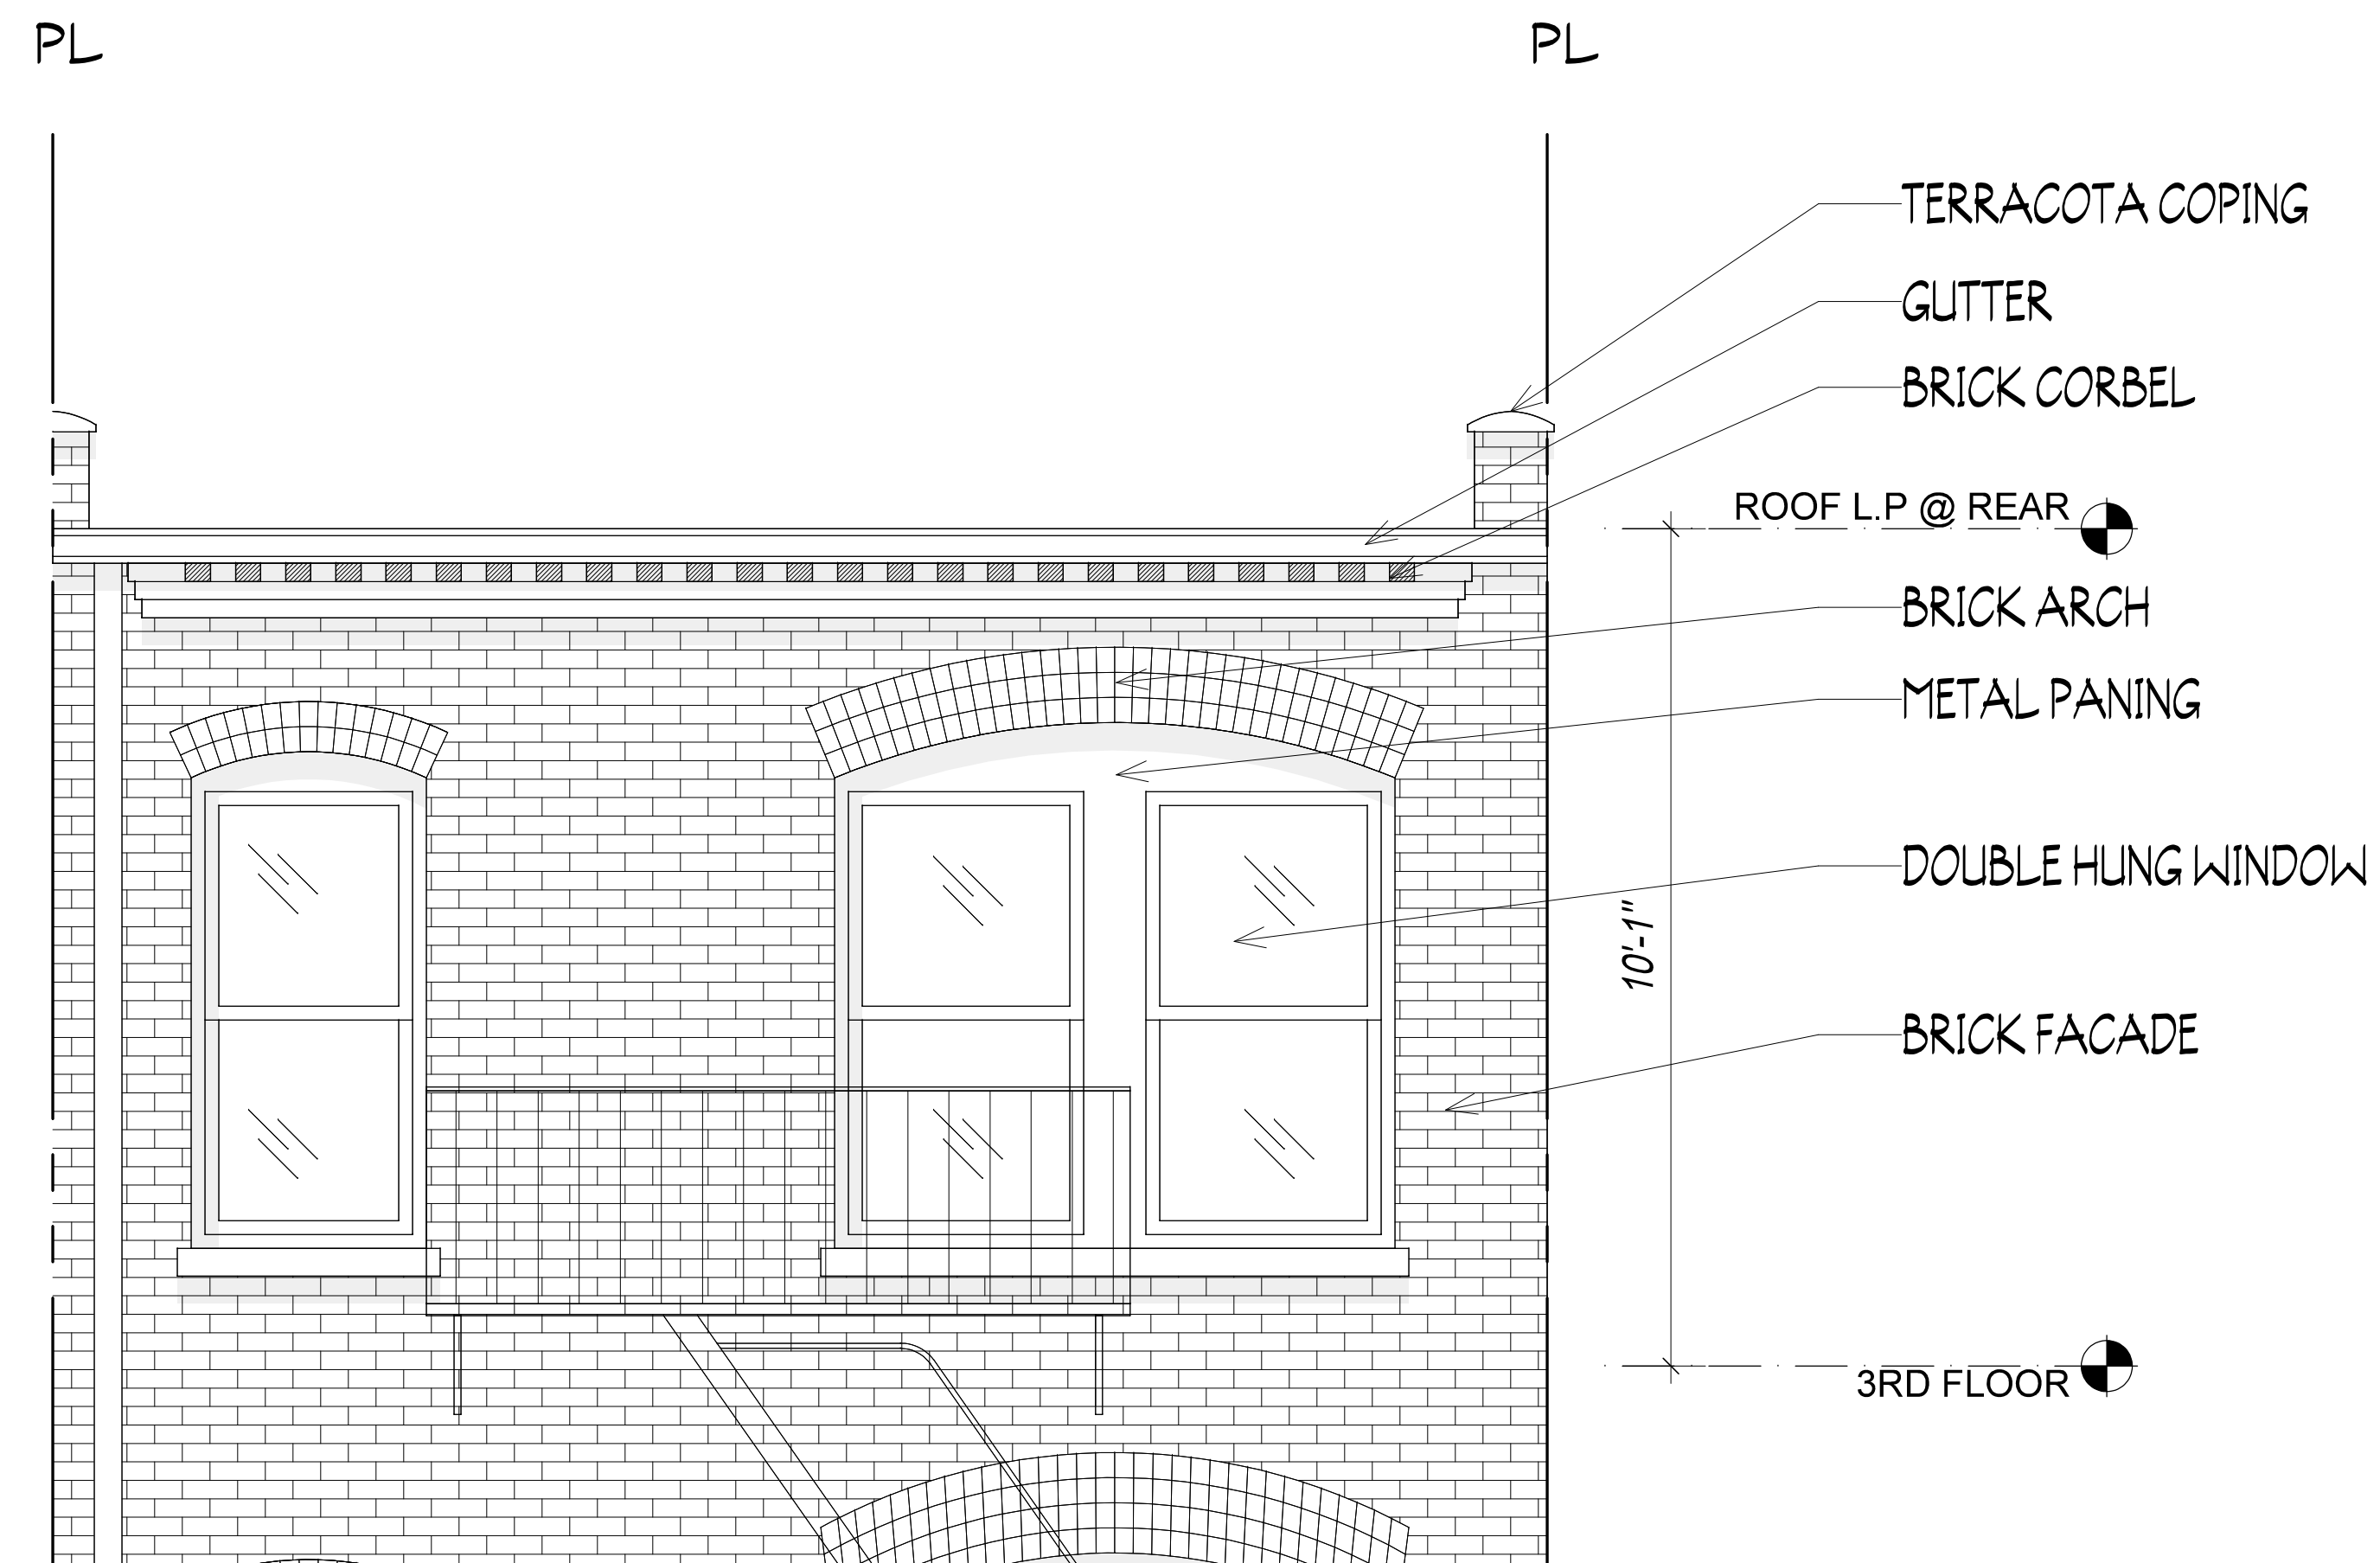 PL
PL
TERRACOTA COPING
GUTTER
BRICK CORBEL
ROOF L.P @ REAR
BRICK ARCH
METAL PANING
DOUBLE HUNG WINDOW
10'-1"
BRICK FACADE
3RD FLOOR